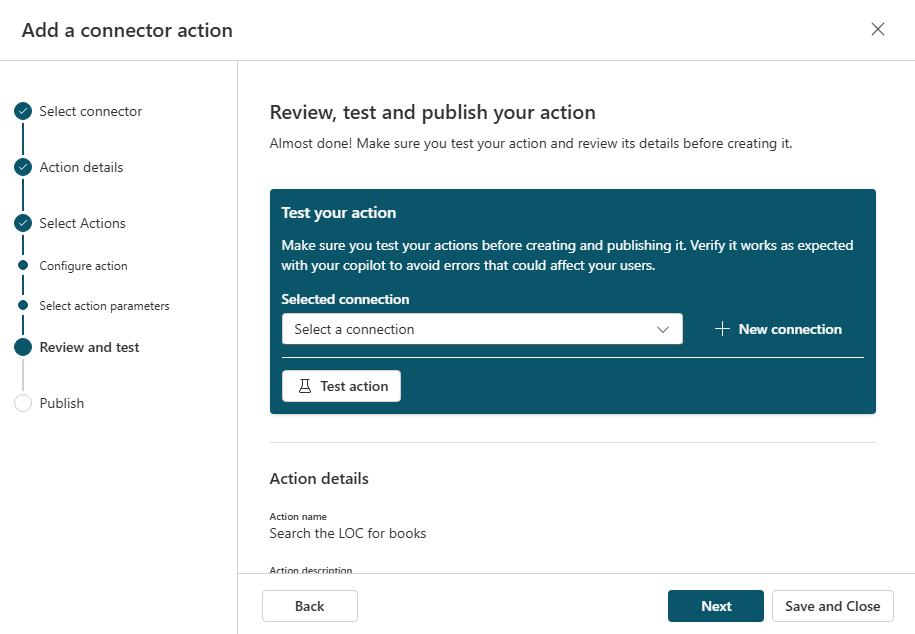 Add a connector action
Select connector
Action details
Select Actions
Configure action
Select action parameters
Review and test
Publish
Review, test and publish your action
Almost done! Make sure you test your action and review its details before creating it.
Test your action
Make sure you test your actions before creating and publishing it. Verify it works as expected
with your copilot to avoid errors that could affect your users.
Selected connection
Select a connection
New connection
Test action
Action details
Action name
Search the LOC for books
Action description
Back
Next
Save and Close